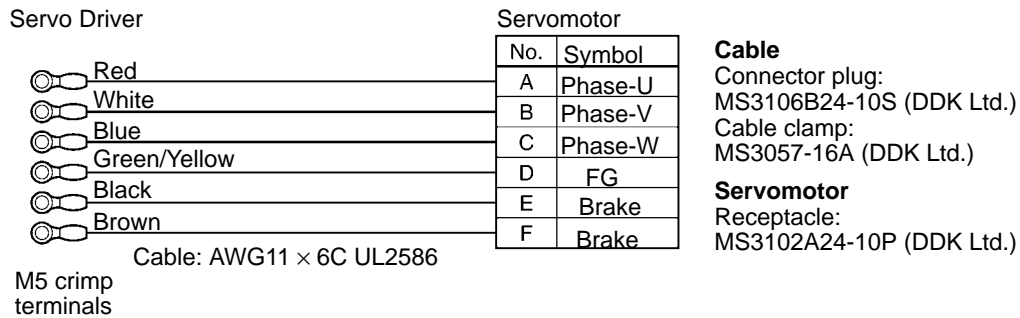 Servo Driver
Servomotor
No. Symbol
Red
A Phase-U
White
B Phase-V
Blue
C Phase-W
Green/Yellow
D FG
Black
E Brake
Brown
F Brake
Cable: AWG11 × 6C UL2586
M5 crimp
terminals
Cable
Connector plug:
MS3106B24-10S (DDK Ltd.)
Cable clamp:
MS3057-16A (DDK Ltd.)
Servomotor
Receptacle:
MS3102A24-10P (DDK Ltd.)